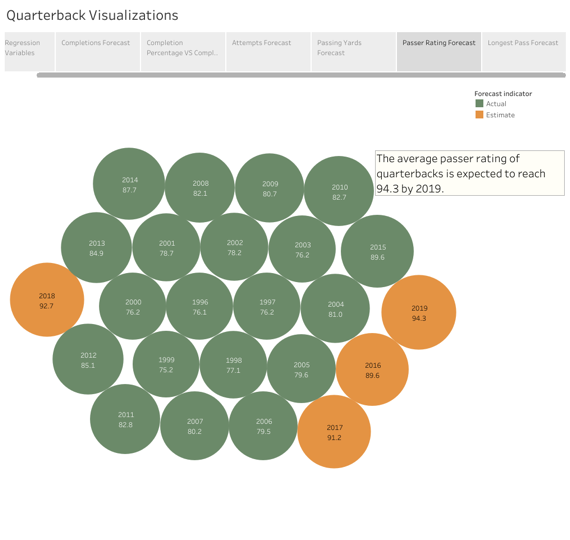 Quarterback Visualizations
Regression
Variables
Completions Forecast
Completion
Percentage VS Compl...
Attempts Forecast
Passing Yards
Forecast
Passer Rating Forecast
Longest Pass Forecast
Forecast indicator
Actual
Estimate
The average passer rating of
quarterbacks is expected to reach
94.3 by 2019.
2014
87.7
2008
82.1
2009
80.7
2010
82.7
2013
84.9
2001
78.7
2002
78.2
2003
76.2
2015
89.6
2018
92.7
2000
76.2
1996
76.1
1997
76.2
2004
81.0
2019
94.3
2012
85.1
1999
75.2
1998
77.1
2005
79.6
2016
89.6
2011
82.8
2007
80.2
2006
79.5
2017
91.2